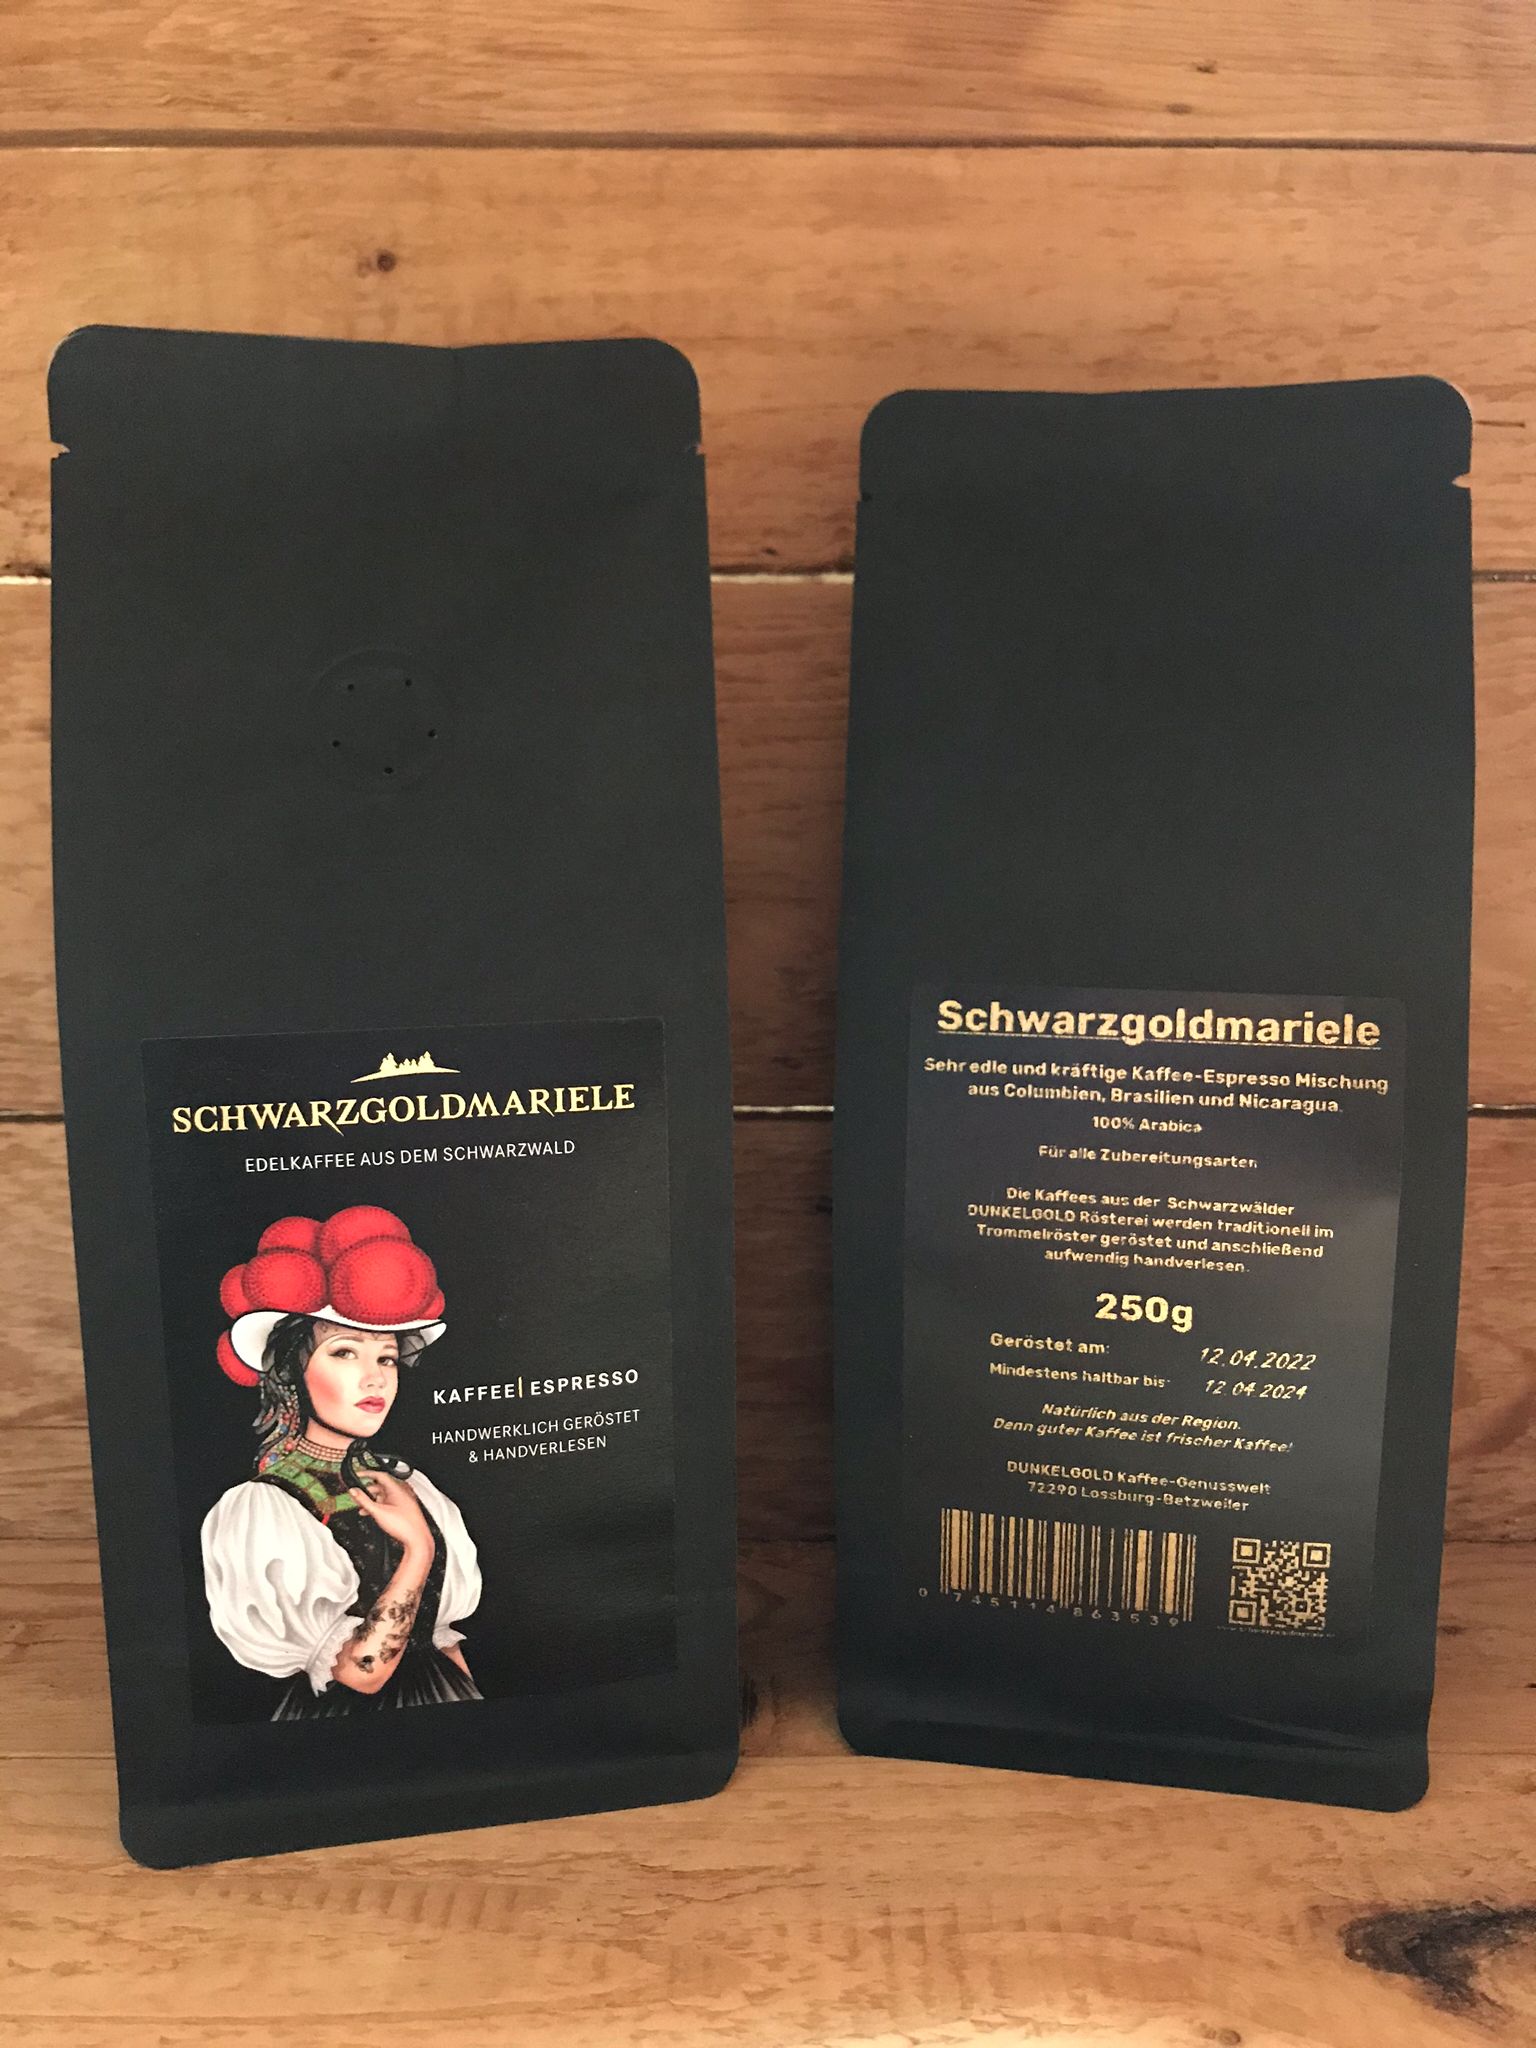 SCHWARZGOLDMARIELE
EDELKAFFEE AUS DEM SCHWARZWALD
KAFFEE| ESPRESSO
HANDWERKLICH GERÖSTET
& HANDVERLESEN
Schwarzgoldmariele
Sehr edle und kräftige Kaffee-Espresso Mischung
aus Columbien, Brasilien und Nicaragua.
100% Arabica
Für alle Zubereitungsarten
Die Kaffees aus der Schwarzwälder
DUNKELGOLD Rösterei werden traditionell im
Trommelröster geröstet und anschließend
aufwendig handverlesen.
250g
Geröstet am: 12.04.2022
Mindestens haltbar bis: 12 04 2024
Natürlich aus der Region.
Denn guter Kaffee ist frischer Kaffee!
DUNKELGOLD Kaffee-Genusswelt
72290 Lossburg-Betzweiler
0 745114 863539